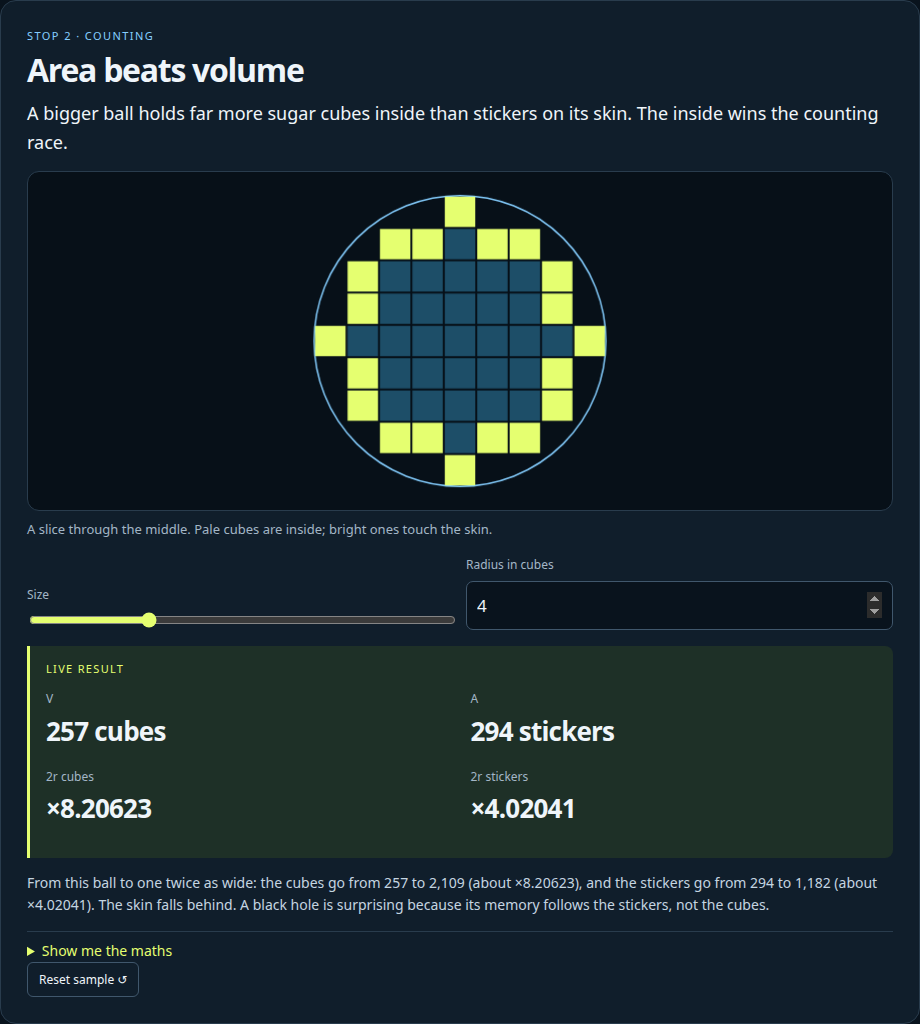 STOP 2 · COUNTING
Area beats volume
A bigger ball holds far more sugar cubes inside than stickers on its skin. The inside wins the counting
race.
A slice through the middle. Pale cubes are inside; bright ones touch the skin.
Size
Radius in cubes
4
LIVE RESULT
V
257 cubes
A
294 stickers
2r cubes
×8.20623
2r stickers
×4.02041
From this ball to one twice as wide: the cubes go from 257 to 2,109 (about ×8.20623), and the stickers go from 294 to 1,182 (about
×4.02041). The skin falls behind. A black hole is surprising because its memory follows the stickers, not the cubes.
▶ Show me the maths
Reset sample ↺